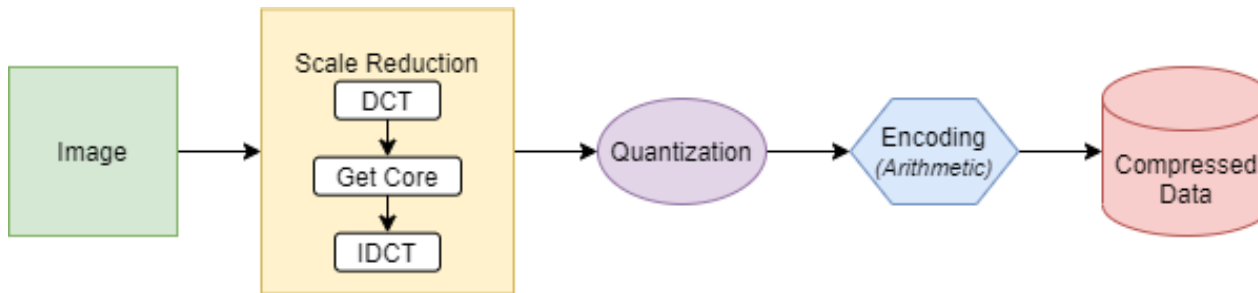 Image
Scale Reduction
DCT
Get Core
IDCT
Quantization
Encoding
(Arithmetic)
Compressed
Data